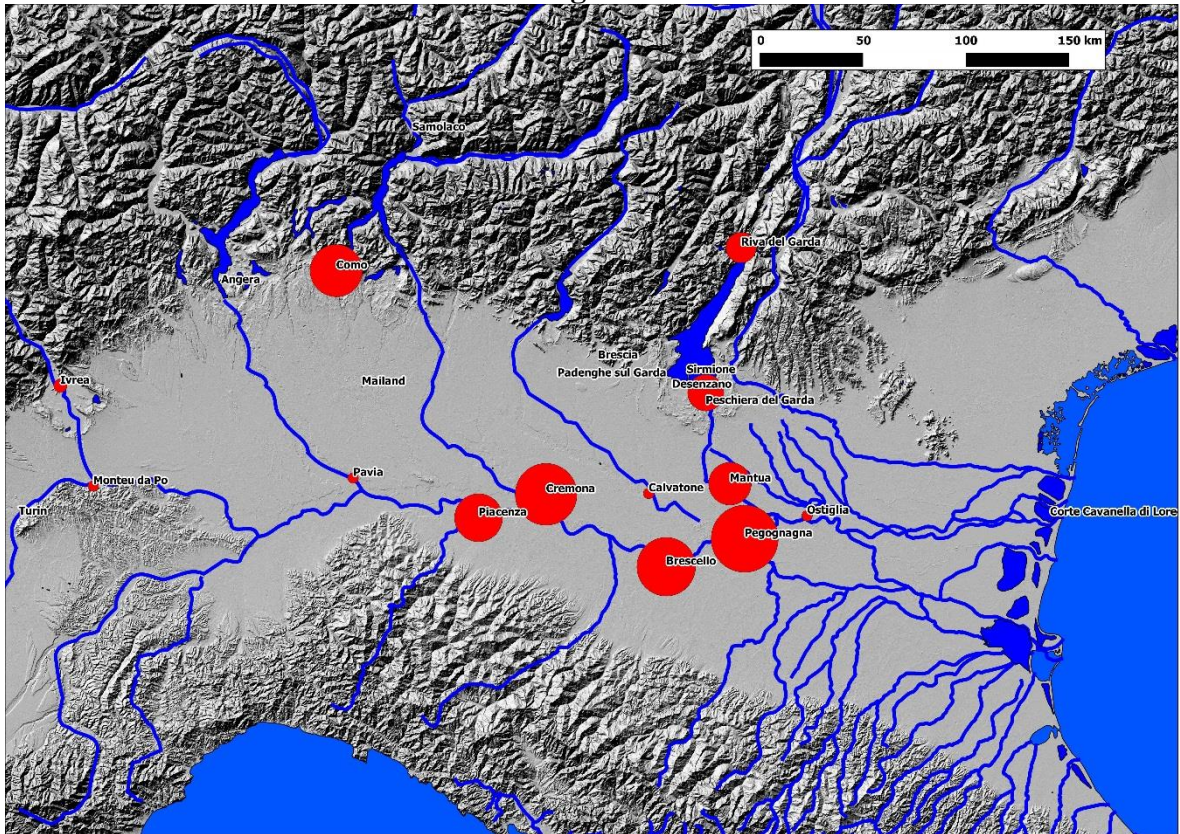 0 50 100 150 km
Samolaco
Riva del Garda
Como
Angera
Brescia
Padenghe sul Garda
Sirmione
Desenzano
Peschiera del Garda
Ivrea
Mailand
Monteu da Po
Pavia
Cremona
Calvatone
Mantua
Turin
Piacenza
Ostiglia
Corte Cavanella di Lore
Pegognagna
Brescello